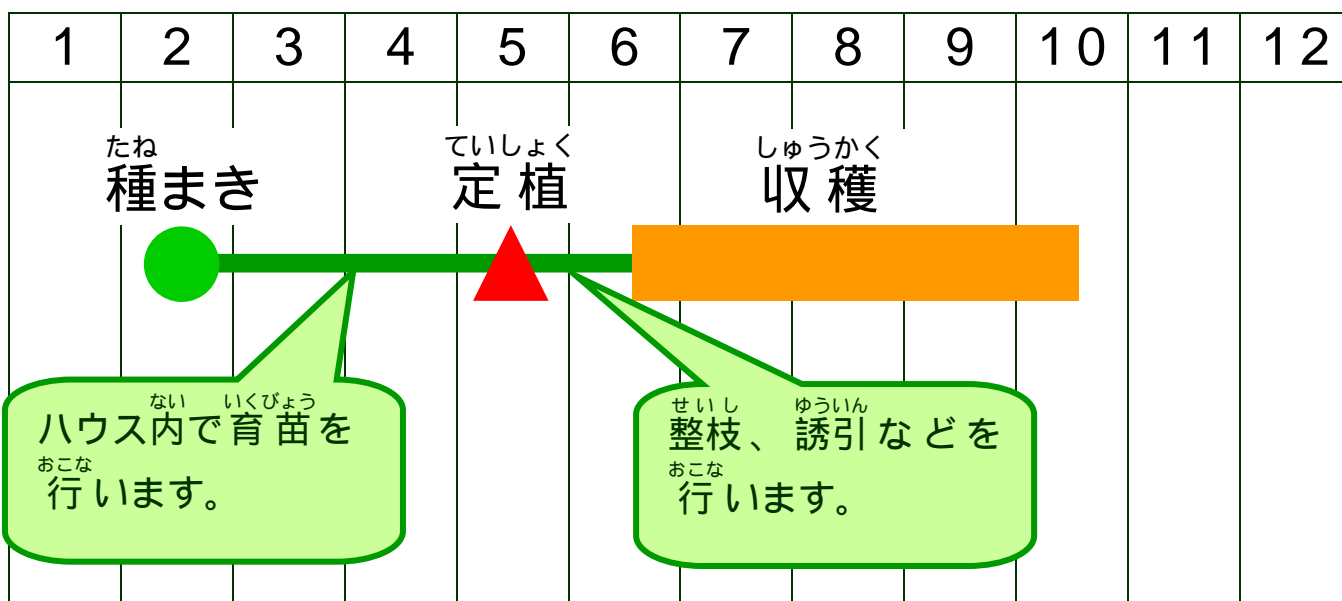 1 2 3 4 5 6 7 8 9 10 11 12
たね
種まき
ていしょく
定植
しゅうかく
収穫
ない いくびょう
ハウス内で育苗を
おこな
行います。
せいし ゆういん
整枝、誘引などを
おこな
行います。